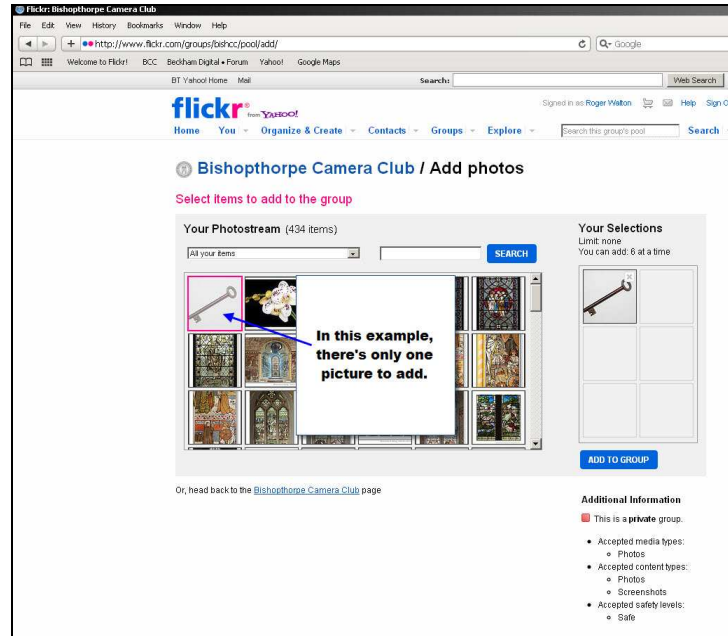 Flickr: Bishopthorpe Camera Club
File Edit View History Bookmarks Window Help
http://www.flickr.com/groups/bishcc/pool/add/
Q- Google
Welcome to Flickr! BCC Beckham Digital • Forum Yahoo! Google Maps
BT Yahoo! Home Mail
Search:
Web Search
flickr from YAHOO!
Signed in as Roger Walton Help Sign O
Home You Organize & Create Contacts Groups Explore
Search this group's pool
Search
Bishopthorpe Camera Club / Add photos
Select items to add to the group
Your Photostream (434 items)
All your items
SEARCH
In this example,
there's only one
picture to add.
Your Selections
Limit: none
You can add: 6 at a time
ADD TO GROUP
Or, head back to the Bishopthorpe Camera Club page
Additional Information
This is a private group.
• Accepted media types:
Photos
• Accepted content types:
Photos
Screenshots
• Accepted safety levels:
Safe